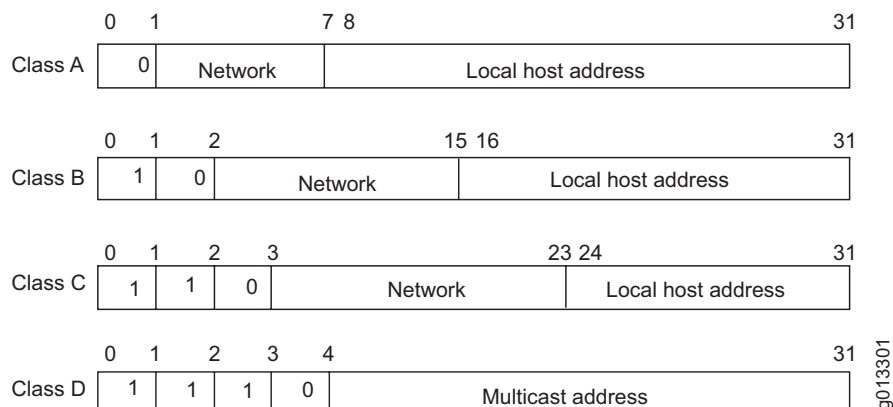 0 1 7 8 31
Class A 0 Network Local host address
0 1 2 15 16 31
Class B 1 0 Network Local host address
0 1 2 3 23 24 31
Class C 1 1 0 Network Local host address
0 1 2 3 4 31
Class D 1 1 1 0 Multicast address
g013301